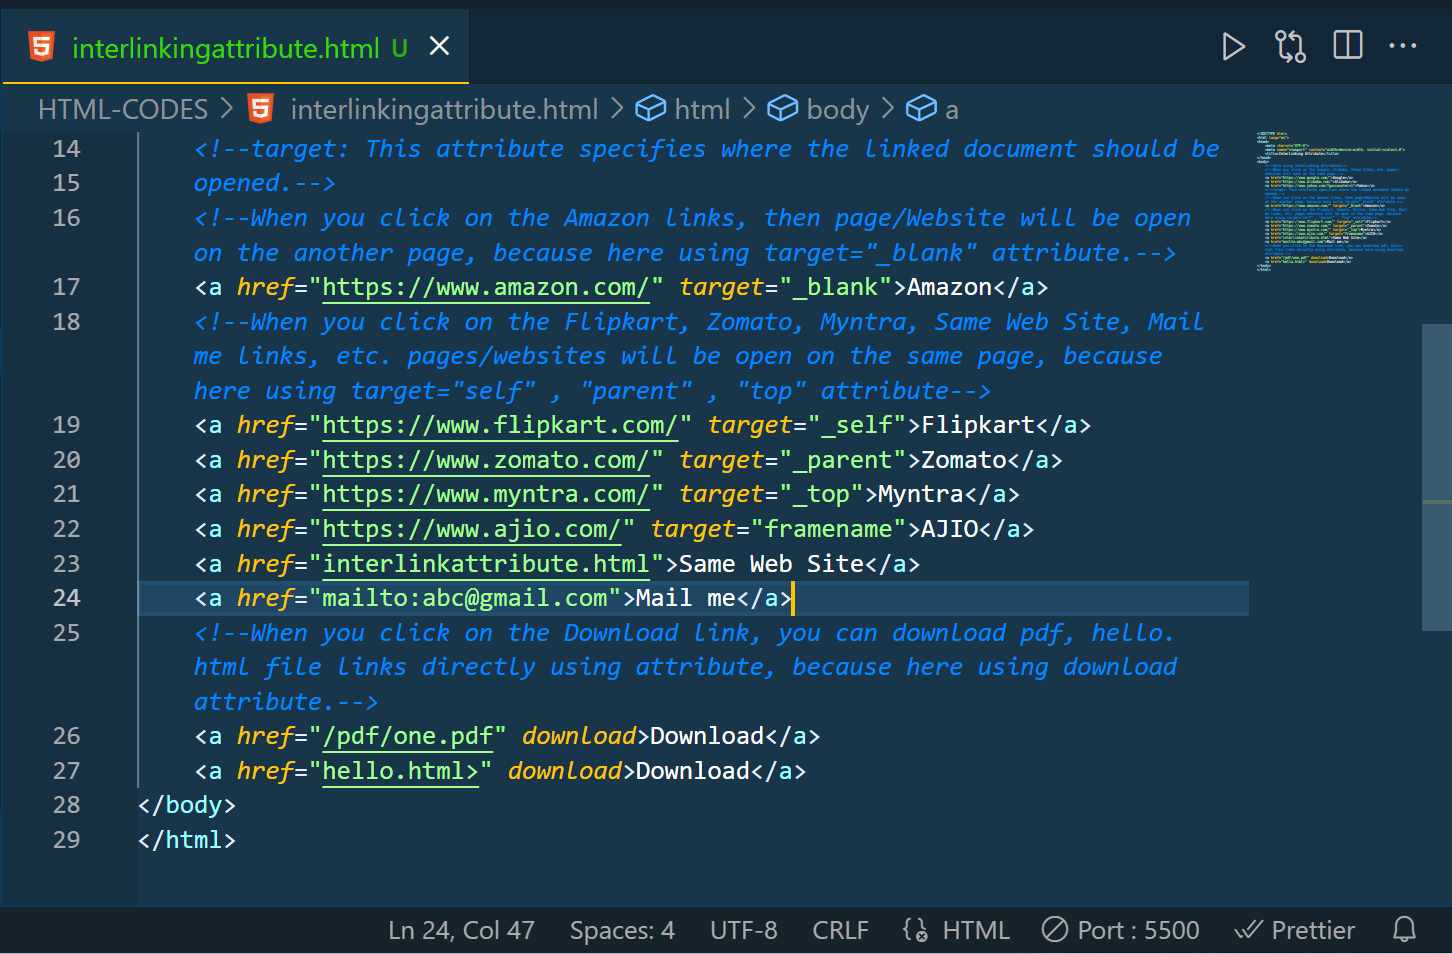 interlinkingattribute.html U
HTML-CODES > interlinkingattribute.html > html > body > a
14 <!--target: This attribute specifies where the linked document should be
15 opened.-->
16 <!--When you click on the Amazon links, then page/Website will be open
on the another page, because here using target="_blank" attribute.-->
17 <a href="https://www.amazon.com/" target="_blank">Amazon</a>
18 <!--When you click on the Flipkart, Zomato, Myntra, Same Web Site, Mail
me links, etc. pages/websites will be open on the same page, because
here using target="self" , "parent" , "top" attribute-->
19 <a href="https://www.flipkart.com/" target="_self">Flipkart</a>
20 <a href="https://www.zomato.com/" target="_parent">Zomato</a>
21 <a href="https://www.myntra.com/" target="_top">Myntra</a>
22 <a href="https://www.ajio.com/" target="framename">AJIO</a>
23 <a href="interlinkattribute.html">Same Web Site</a>
24 <a href="mailto:abc@gmail.com">Mail me</a>
25 <!--When you click on the Download link, you can download pdf, hello.
html file links directly using attribute, because here using download
attribute.-->
26 <a href="/pdf/one.pdf" download>Download</a>
27 <a href="hello.html>" download>Download</a>
28 </body>
29 </html>
Ln 24, Col 47 Spaces: 4 UTF-8 CRLF HTML Port : 5500 Prettier